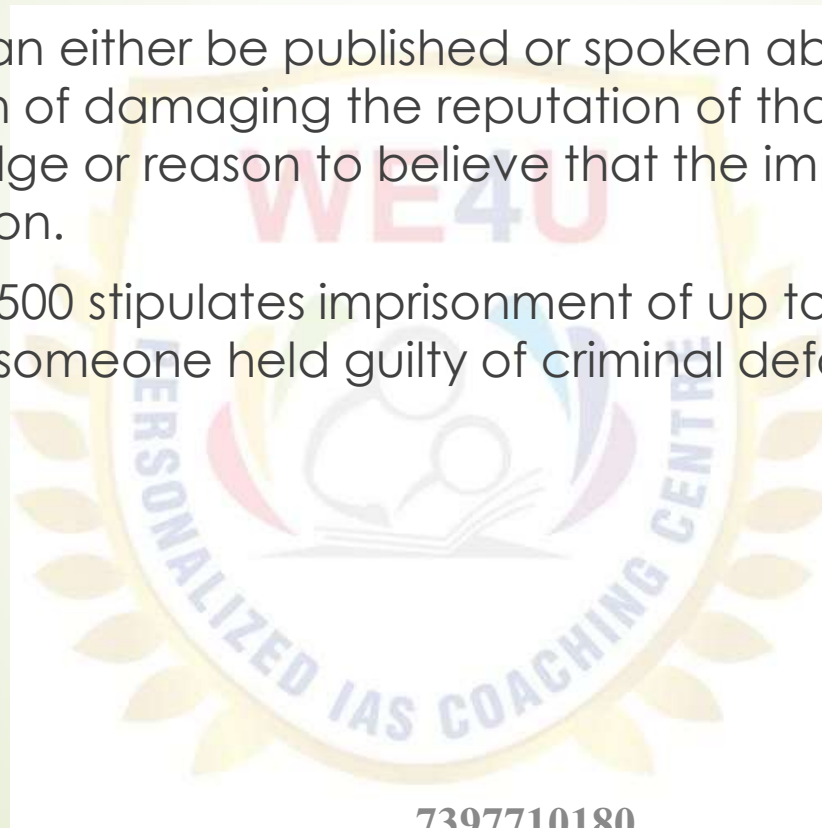 an either be published or spoken ab
of damaging the reputation of tha
dge or reason to believe that the im
on.
500 stipulates imprisonment of up to
someone held guilty of criminal def
WE4U
PERSONALIZED IAS COACHING CENTRE
7397710180